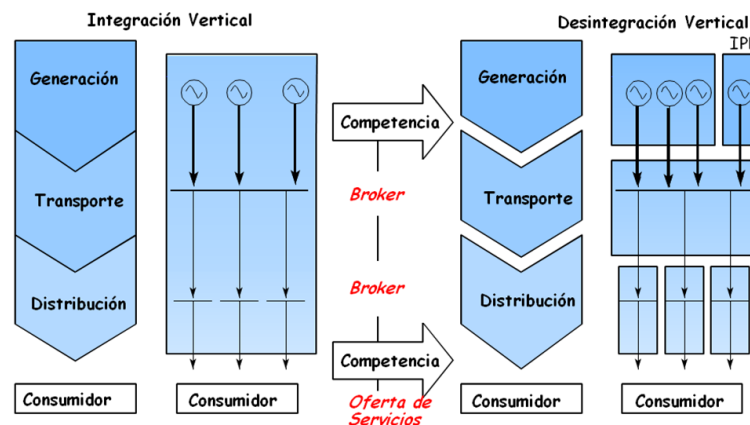 Integración Vertical
Desintegración Vertical
Generación
Transporte
Distribución
Consumidor
Consumidor
Competencia
Broker
Broker
Competencia
Oferta de
Servicios
Generación
Transporte
Distribución
Consumidor
Consumidor